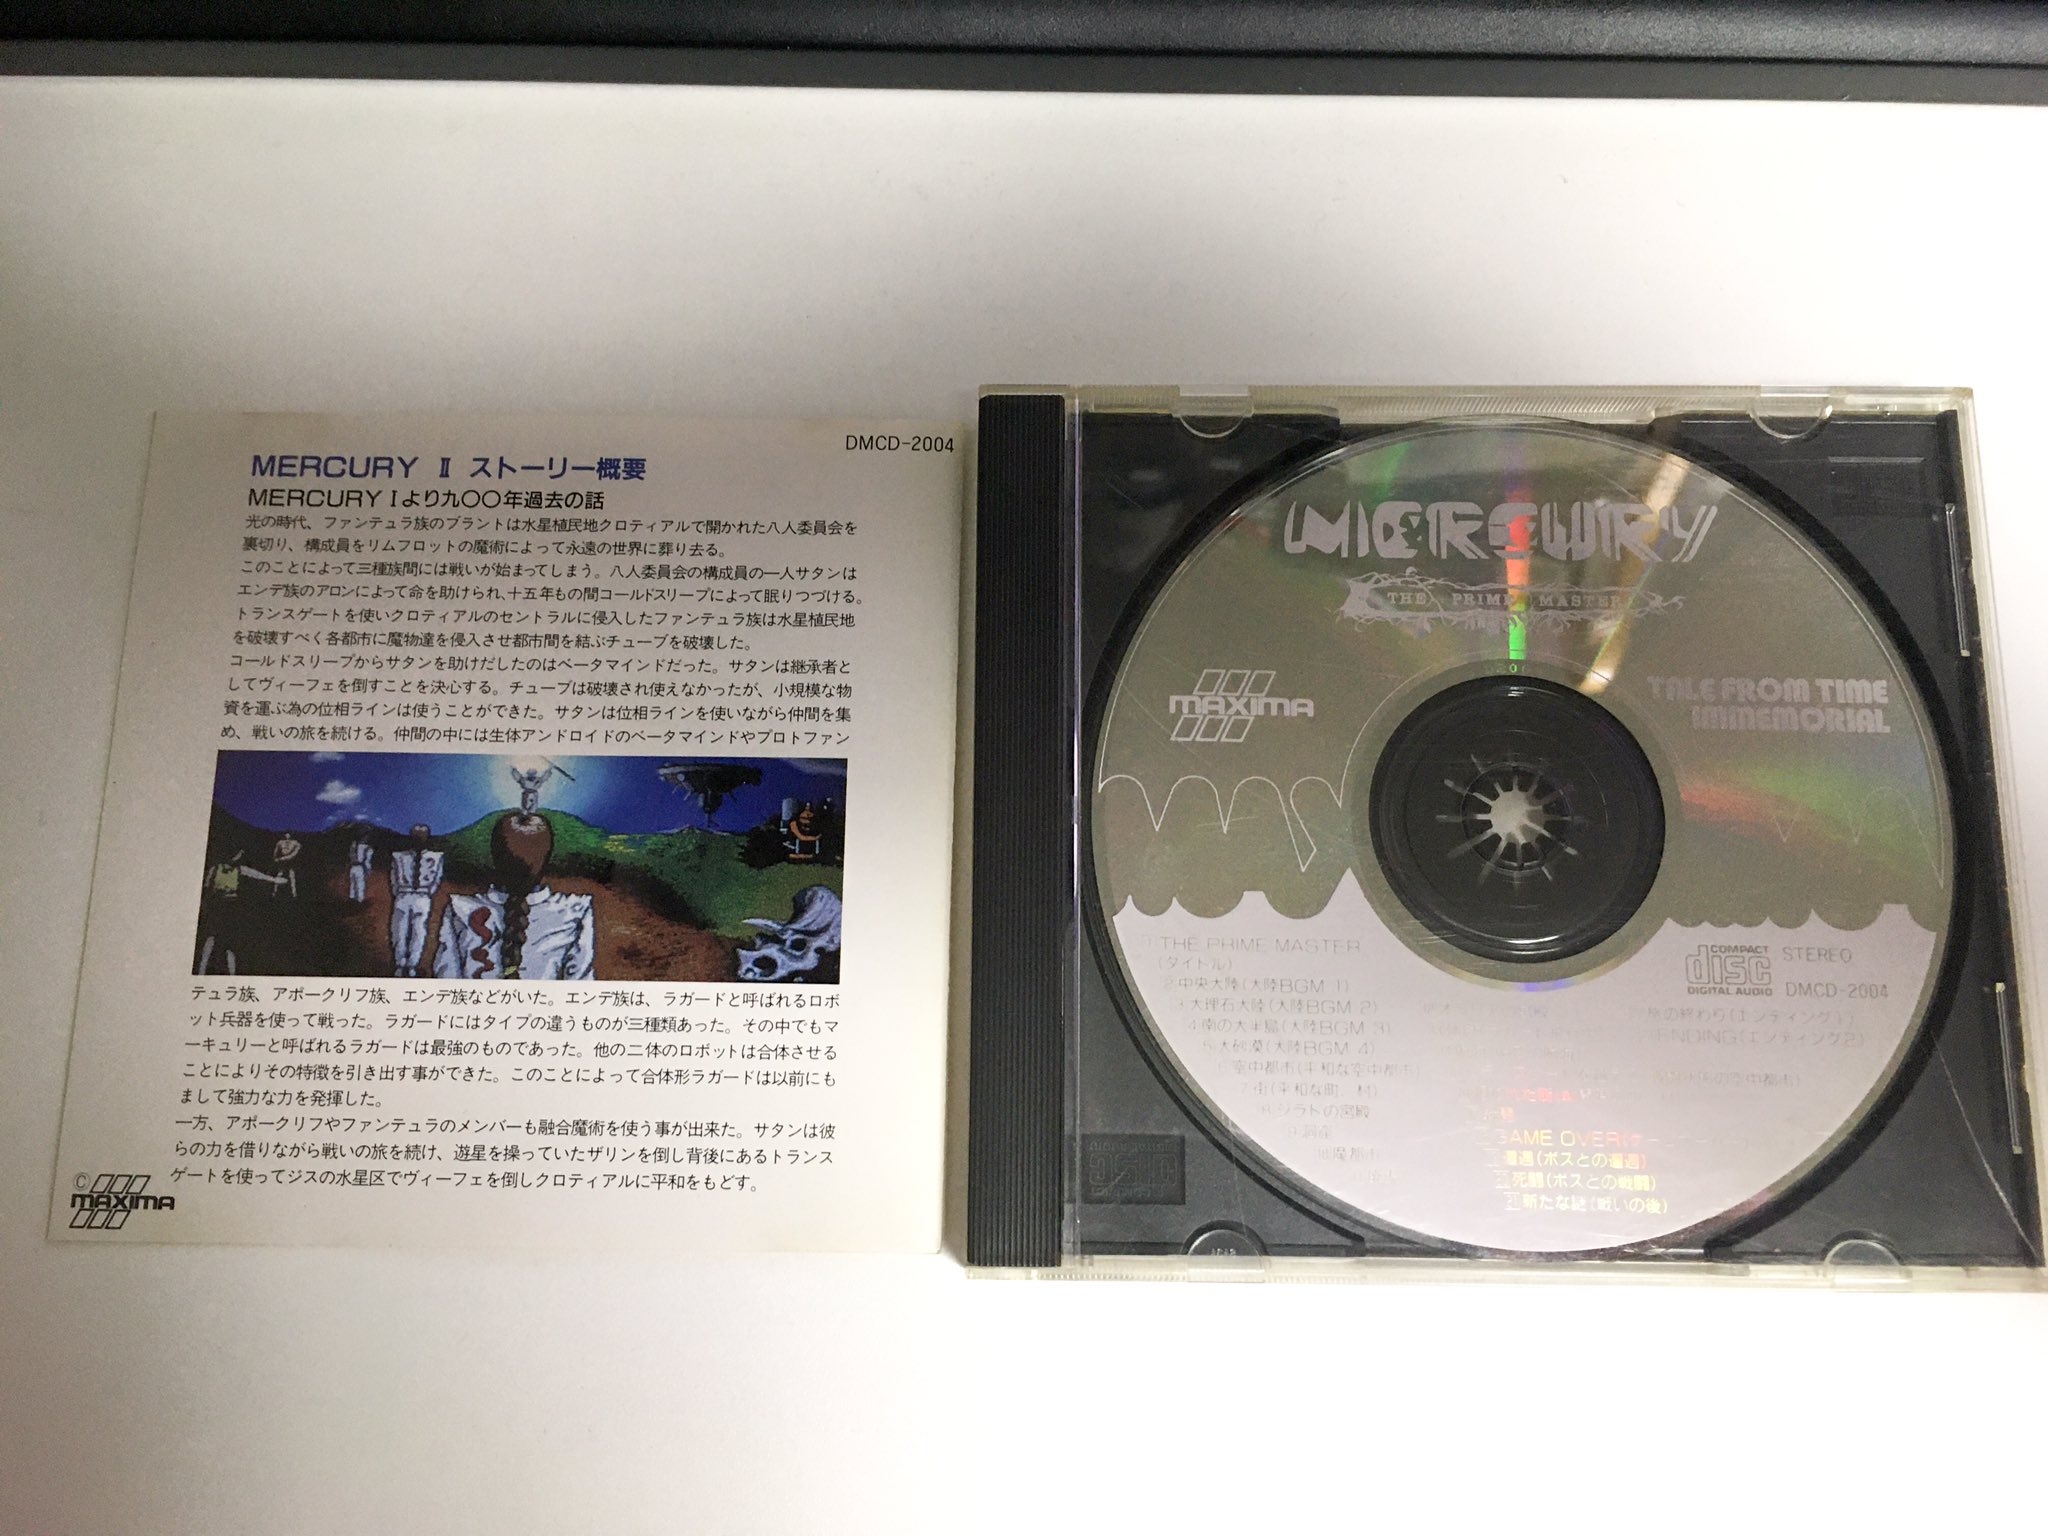 DMCD-2004
MERCURY Ⅱ ストーリー概要
MERCURY Ⅰより九〇〇年過去の話
光の時代、ファンテュラ族のブラントは水星植民地クロティアルで開かれた八人委員会を
裏切り、構成員をリムフロットの魔術によって永遠の世界に葬り去る。
このことによって三種族間には戦いが始まってしまう。八人委員会の構成員の一人サタンは
エンデ族のアロンによって命を助けられ、十五年もの間コールドスリープによって眠りつづける。
トランスゲートを使いクロティアルのセントラルに侵入したファンテュラ族は水星植民地
を破壊すべく各都市に魔物達を侵入させ都市間を結ぶチューブを破壊した。
コールドスリープからサタンを助けだしたのはベータマインドだった。サタンは継承者と
してヴィーフェを倒すことを決心する。チューブは破壊され使えなかったが、小規模な物
資を運ぶ為の位相ラインは使うことができた。サタンは位相ラインを使いながら仲間を集
め、戦いの旅を続ける。仲間の中には生体アンドロイドのベータマインドやプロトファン
テュラ族、アポークリフ族、エンデ族などがいた。エンデ族は、ラガードと呼ばれるロボ
ット兵器を使って戦った。ラガードにはタイプの違うものが三種類あった。その中でもマ
ーキュリーと呼ばれるラガードは最強のものであった。他の二体のロボットは合体させる
ことによりその特徴を引き出す事ができた。このことによって合体形ラガードは以前にも
まして強力な力を発揮した。
一方、アポークリフやファンテュラのメンバーも融合魔術を使う事が出来た。サタンは彼
らの力を借りながら戦いの旅を続け、遊星を操っていたザリンを倒し背後にあるトランス
ゲートを使ってジスの水星区でヴィーフェを倒しクロティアルに平和をもどす。
©
MAXIMA
MERCURY
THE PRIME MASTER
MAXIMA
TALE FROM TIME
IMMEMORIAL
THE PRIME MASTER
(タイトル)
2.中央大陸(大陸BGM 1)
3.大理石大陸(大陸BGM 2)
4.南の大半島(大陸BGM 3)
5.大砂漠(大陸BGM 4)
6.空中都市(平和な空中都市)
7.街(平和な町、村)
8.シラトの宮殿
9.洞窟
10.魔都市
COMPACT
disc
DIGITAL AUDIO
STEREO
DMCD-2004
旅の終わり(エンディング1)
ENDING(エンディング2)
GAME OVER
遭遇(ボスとの遭遇)
死闘(ボスとの戦闘)
21新たな謎(戦いの後)